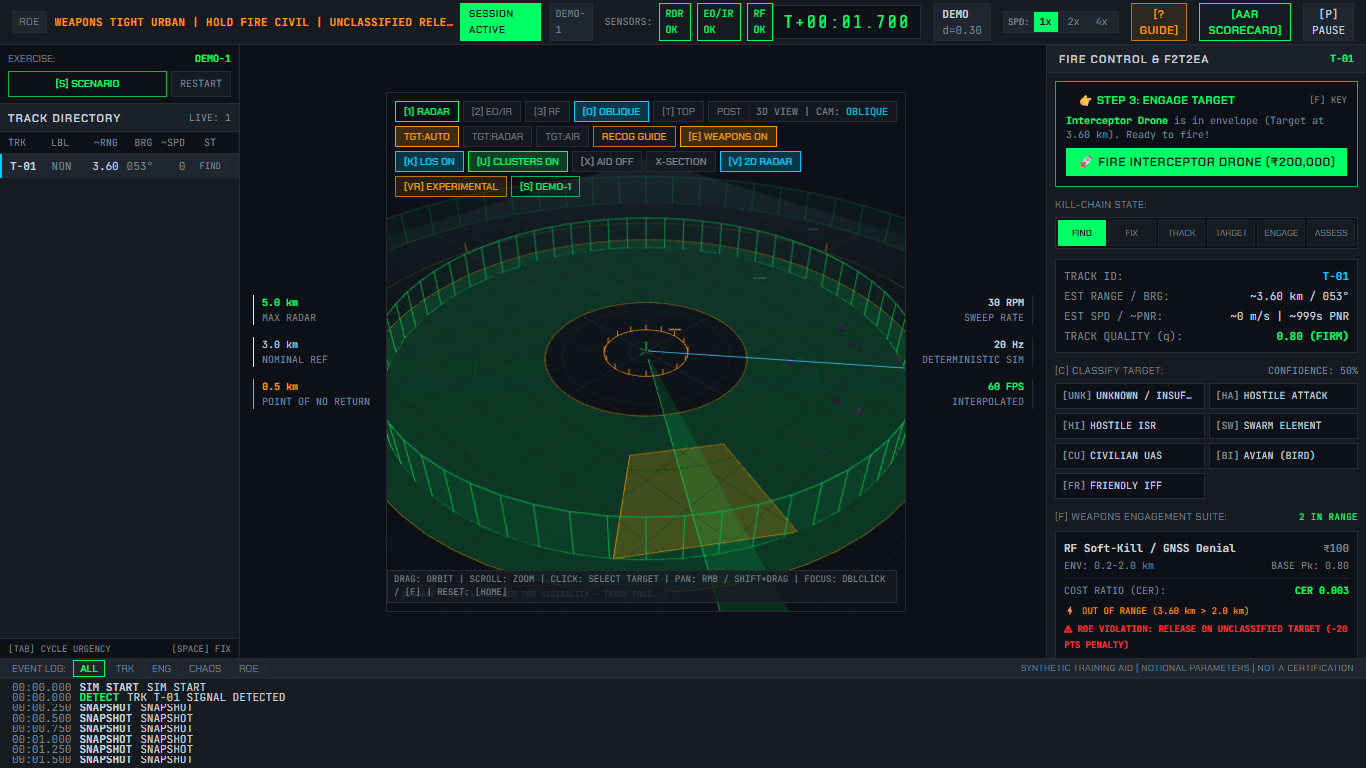 ROE WEAPONS TIGHT URBAN | HOLD FIRE CIVIL | UNCLASSIFIED RELE…
SESSION ACTIVE
DEMO-1
SENSORS: RDR OK EO/IR OK RF OK
T+00:01.700
DEMO d=0.30
SPD: 1x 2x 4x
[? GUIDE]
[AAR SCORECARD]
[P] PAUSE
EXERCISE: DEMO-1
[S] SCENARIO RESTART
TRACK DIRECTORY LIVE: 1
TRK LBL ~RNG BRG ~SPD ST
T-01 NON 3.60 053° 0 FIND
[TAB] CYCLE URGENCY [SPACE] FIX
[1] RADAR [2] EO/IR [3] RF [O] OBLIQUE [T] TOP POST 3D VIEW | CAM: OBLIQUE
TGT:AUTO TGT:RADAR TGT:AIR RECOG GUIDE [E] WEAPONS ON
[K] LOS ON [U] CLUSTERS ON [X] AID OFF X-SECTION [V] 2D RADAR
[VR] EXPERIMENTAL [S] DEMO-1
5.0 km
MAX RADAR
3.0 km
NOMINAL REF
0.5 km
POINT OF NO RETURN
30 RPM
SWEEP RATE
20 Hz
DETERMINISTIC SIM
60 FPS
INTERPOLATED
DRAG: ORBIT | SCROLL: ZOOM | CLICK: SELECT TARGET | PAN: RMB / SHIFT+DRAG | FOCUS: DBLCLICK
/ [F] | RESET: [HOME]
FIRE CONTROL & F2T2EA T-01
👉 STEP 3: ENGAGE TARGET [F] KEY
Interceptor Drone is in envelope (Target at
3.60 km). Ready to fire!
🚀 FIRE INTERCEPTOR DRONE (₹200,000)
KILL-CHAIN STATE:
FIND FIX TRACK TARGET ENGAGE ASSESS
TRACK ID: T-01
EST RANGE / BRG: ~3.60 km / 053°
EST SPD / ~PNR: ~0 m/s | ~999s PNR
TRACK QUALITY (q): 0.80 (FIRM)
[C] CLASSIFY TARGET: CONFIDENCE: 50%
[UNK] UNKNOWN / INSUF… [HA] HOSTILE ATTACK
[HI] HOSTILE ISR [SW] SWARM ELEMENT
[CU] CIVILIAN UAS [BI] AVIAN (BIRD)
[FR] FRIENDLY IFF
[F] WEAPONS ENGAGEMENT SUITE: 2 IN RANGE
RF Soft-Kill / GNSS Denial ₹100
ENV: 0.2-2.0 km BASE Pk: 0.80
COST RATIO (CER): CER 0.003
⚡ OUT OF RANGE (3.60 km > 2.0 km)
⚠ ROE VIOLATION: RELEASE ON UNCLASSIFIED TARGET (-20
PTS PENALTY)
EVENT LOG: ALL TRK ENG CHAOS ROE SYNTHETIC TRAINING AID | NOTIONAL PARAMETERS | NOT A CERTIFICATION
00:00.000 SIM START SIM START
00:00.000 DETECT TRK T-01 SIGNAL DETECTED
00:00.250 SNAPSHOT SNAPSHOT
00:00.500 SNAPSHOT SNAPSHOT
00:00.750 SNAPSHOT SNAPSHOT
00:01.000 SNAPSHOT SNAPSHOT
00:01.250 SNAPSHOT SNAPSHOT
00:01.500 SNAPSHOT SNAPSHOT